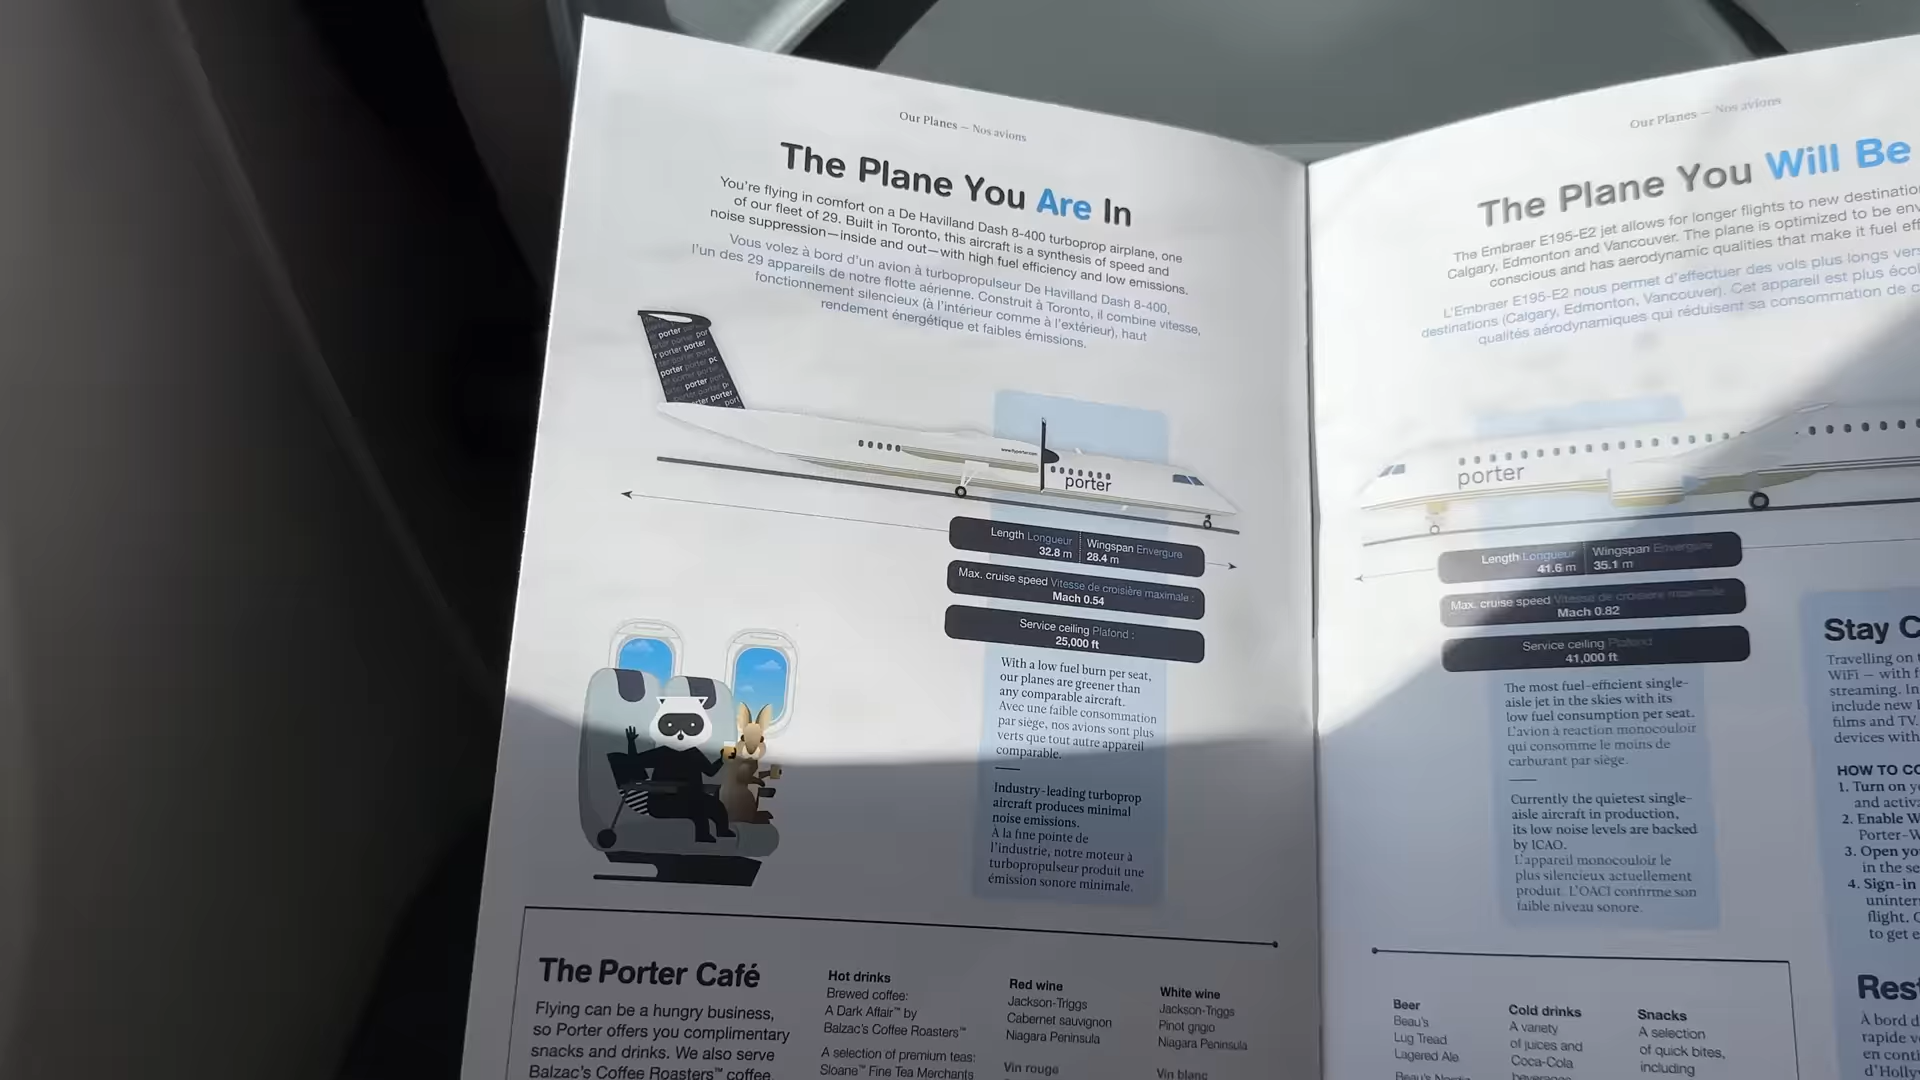 Our Planes — Nos avions
The Plane You Are In
You're flying in comfort on a De Havilland Dash 8-400 turboprop airplane, one
of our fleet of 29. Built in Toronto, this aircraft is a synthesis of speed and
noise suppression—inside and out—with high fuel efficiency and low emissions.
Vous volez à bord d'un avion à turbopropulseur De Havilland Dash 8-400,
l'un des 29 appareils de notre flotte aérienne. Construit à Toronto, il combine vitesse,
fonctionnement silencieux (à l'intérieur comme à l'extérieur), haut
rendement énergétique et faibles émissions.
porter
porter porter
porter
porter
porter
www.flyporter.com
porter
Length Longueur
32.8 m
Wingspan Envergure
28.4 m
Max. cruise speed Vitesse de croisière maximale :
Mach 0.54
Service ceiling Plafond :
25,000 ft
With a low fuel burn per seat,
our planes are greener than
any comparable aircraft.
Avec une faible consommation
par siège, nos avions sont plus
verts que tout autre appareil
comparable.
Industry-leading turboprop
aircraft produces minimal
noise emissions.
À la fine pointe de
l'industrie, notre moteur à
turbopropulseur produit une
émission sonore minimale.
The Porter Café
Flying can be a hungry business,
so Porter offers you complimentary
snacks and drinks. We also serve
Balzac's Coffee Roasters™ coffee,
Hot drinks
Brewed coffee:
A Dark Affair™ by
Balzac's Coffee Roasters™
A selection of premium teas:
Sloane™ Fine Tea Merchants
Red wine
Jackson-Triggs
Cabernet sauvignon
Niagara Peninsula
Vin rouge
White wine
Jackson-Triggs
Pinot grigio
Niagara Peninsula
Vin blanc
Our Planes — Nos avions
The Plane You Will Be
The Embraer E195-E2 jet allows for longer flights to new destination
Calgary, Edmonton and Vancouver. The plane is optimized to be env
conscious and has aerodynamic qualities that make it fuel eff
L'Embraer E195-E2 nous permet d'effectuer des vols plus longs vers
destinations (Calgary, Edmonton, Vancouver). Cet appareil est plus écol
qualités aérodynamiques qui réduisent sa consommation de c
porter
Length Longueur
41.6 m
Wingspan Envergure
35.1 m
Max. cruise speed Vitesse de croisière maximale
Mach 0.82
Service ceiling Plafond
41,000 ft
The most fuel-efficient single-
aisle jet in the skies with its
low fuel consumption per seat.
L'avion à réaction monocouloir
qui consomme le moins de
carburant par siège.
Currently the quietest single-
aisle aircraft in production,
its low noise levels are backed
by ICAO.
L'appareil monocouloir le
plus silencieux actuellement
produit. L'OACI confirme son
faible niveau sonore.
Beer
Beau's
Lug Tread
Lagered Ale
Cold drinks
A variety
of juices and
Coca-Cola
Snacks
A selection
of quick bites,
including
Stay C
Travelling on
WiFi — with f
streaming. In
include new
films and TV.
devices with
HOW TO CO
1. Turn on y
and activa
2. Enable W
Porter-W
3. Open you
in the se
4. Sign-in
uninter
flight.
to get e
Rest
À bord d
rapide v
en conti
d'Holly